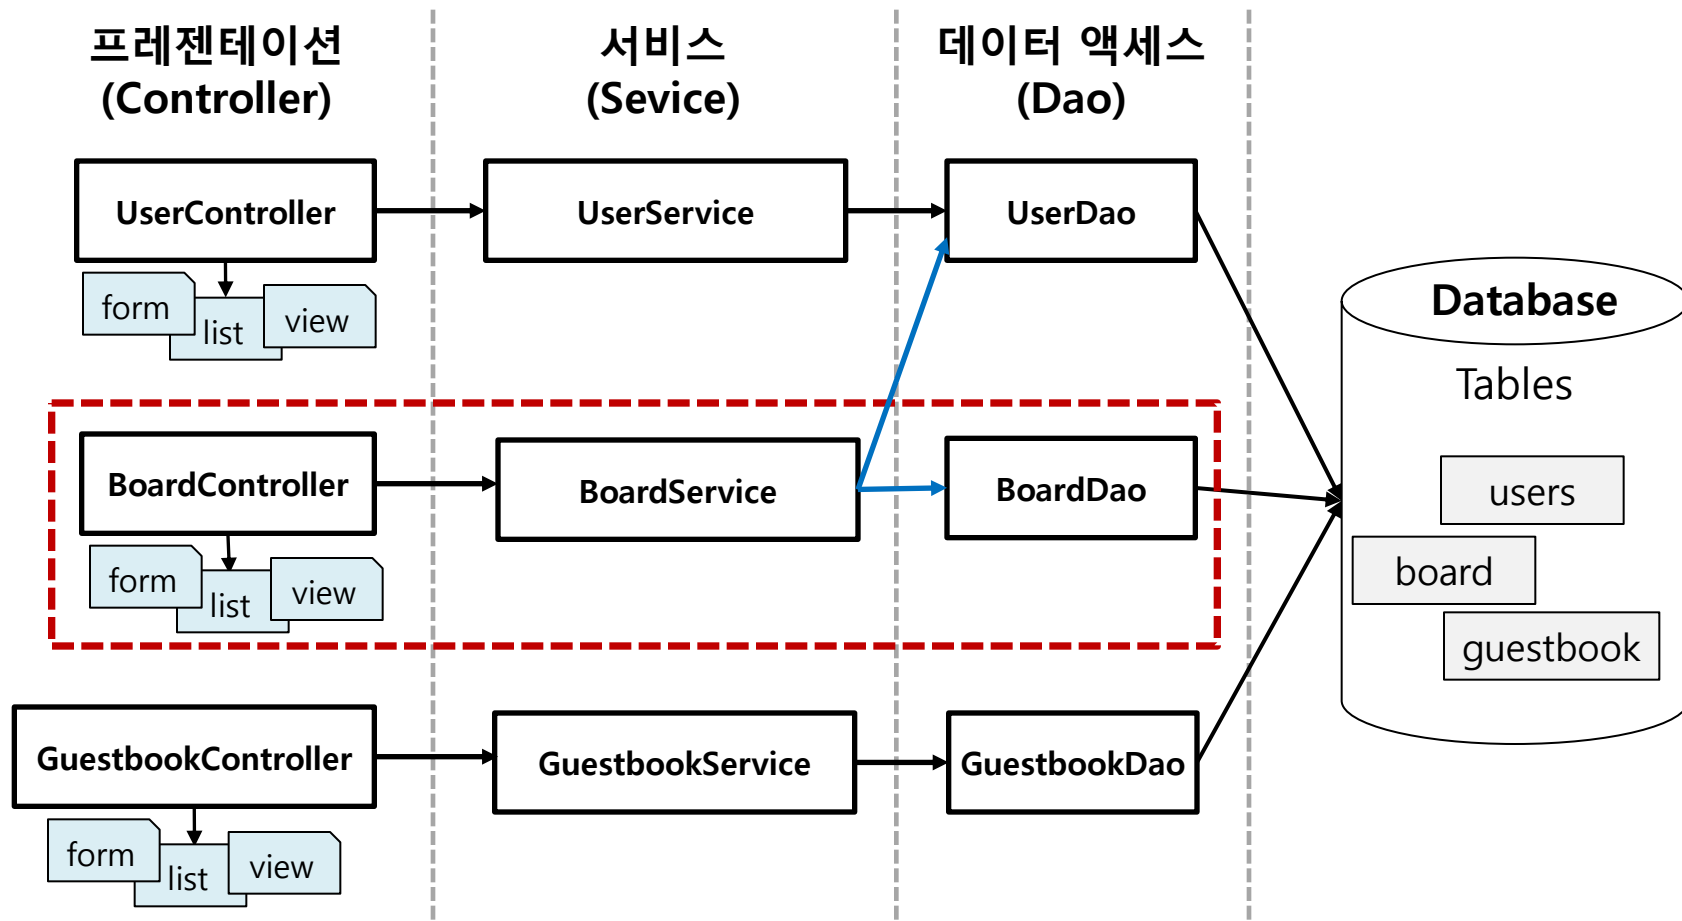 프레젠테이션
(Controller)
서비스
(Sevice)
데이터 액세스
(Dao)
UserController
UserService
UserDao
form
list
view
Database
Tables
users
board
guestbook
BoardController
BoardService
BoardDao
form
list
view
GuestbookController
GuestbookService
GuestbookDao
form
list
view